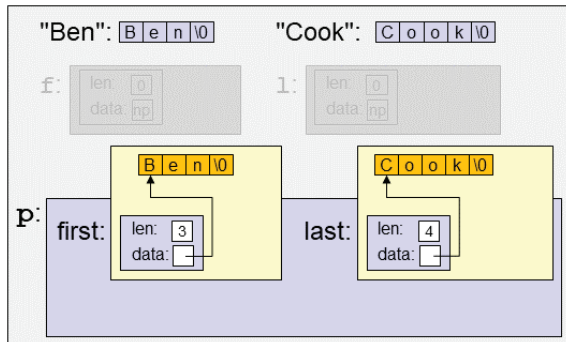 "Ben": B e n \0 "Cook": C o o k \0
f: l:
len: 0 len: 0
data: np data: np
B e n \0 C o o k \0
p:
first: last:
len: 3 len: 4
data: data: